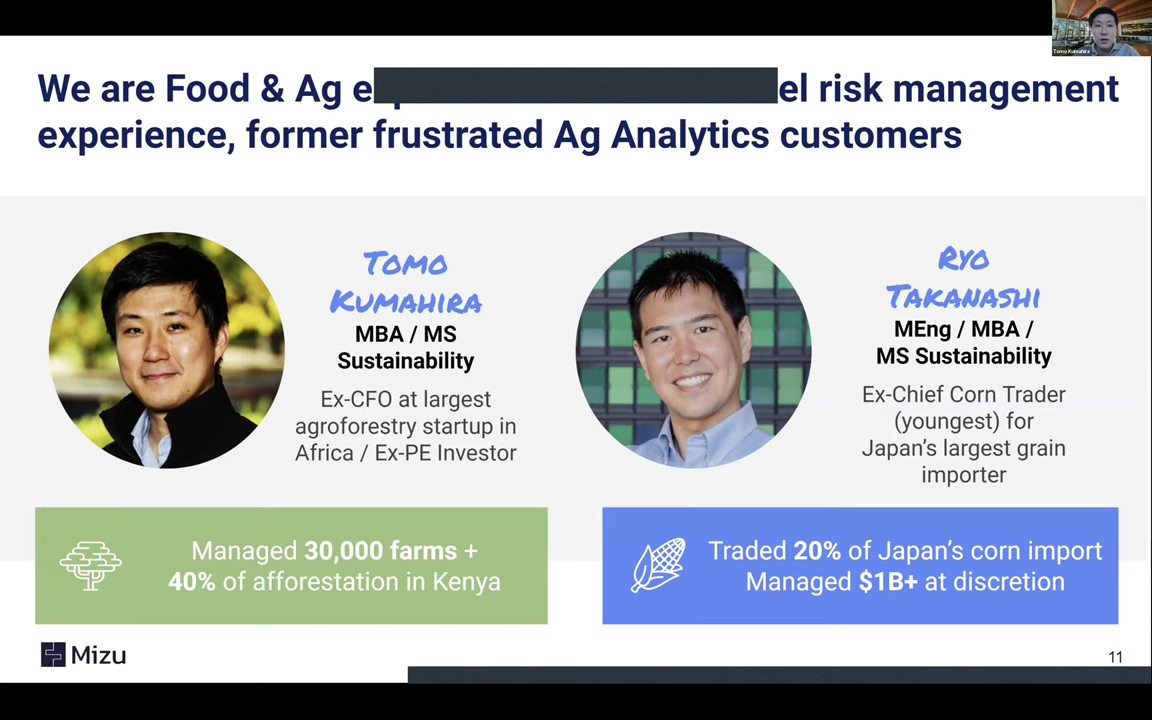 Tomo Kumahira
We are Food & Ag el risk management
experience, former frustrated Ag Analytics customers
TOMO
KUMAHIRA
MBA / MS
Sustainability
Ex-CFO at largest
agroforestry startup in
Africa / Ex-PE Investor
RYO
TAKANASHI
MEng / MBA /
MS Sustainability
Ex-Chief Corn Trader
(youngest) for
Japan's largest grain
importer
Managed 30,000 farms +
40% of afforestation in Kenya
Traded 20% of Japan's corn import
Managed $1B+ at discretion
Mizu
11